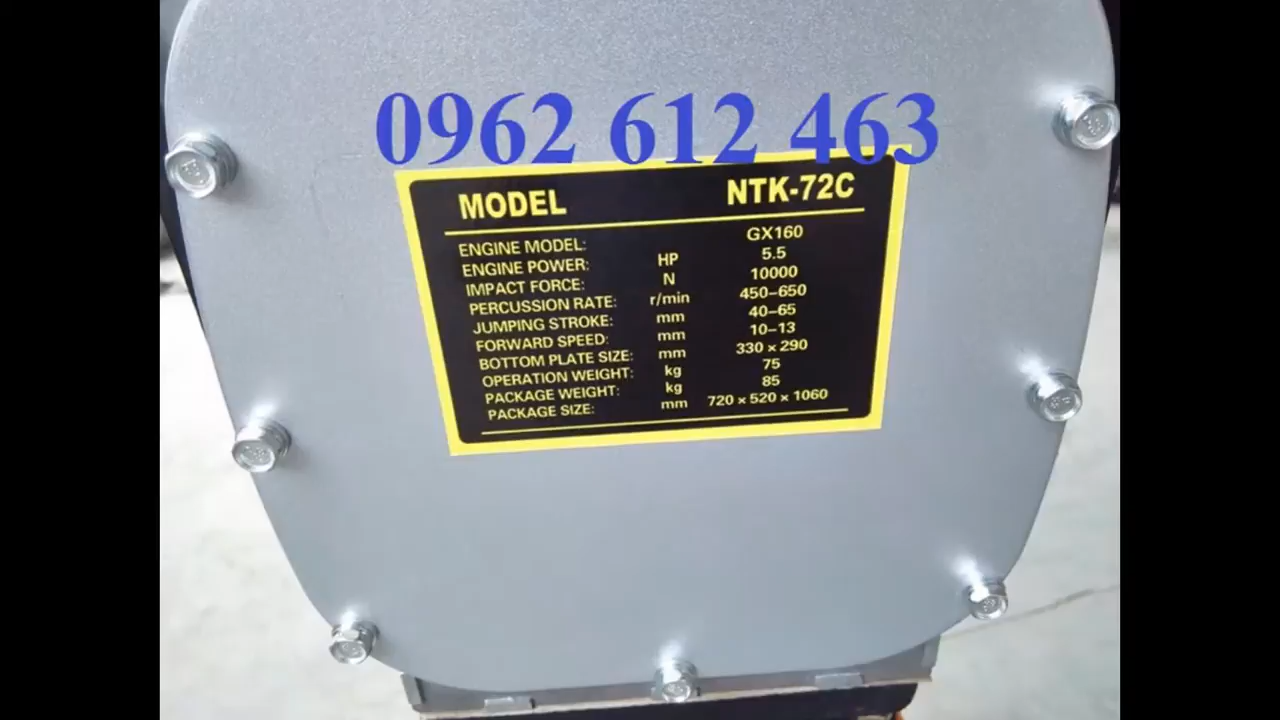 0962 612 463
MODEL NTK-72C
ENGINE MODEL: GX160
ENGINE POWER: HP 5.5
IMPACT FORCE: N 10000
PERCUSSION RATE: r/min 450-650
JUMPING STROKE: mm 40-65
FORWARD SPEED: mm 10-13
BOTTOM PLATE SIZE: mm 330 × 290
OPERATION WEIGHT: kg 75
PACKAGE WEIGHT: kg 85
PACKAGE SIZE: mm 720 × 520 × 1060